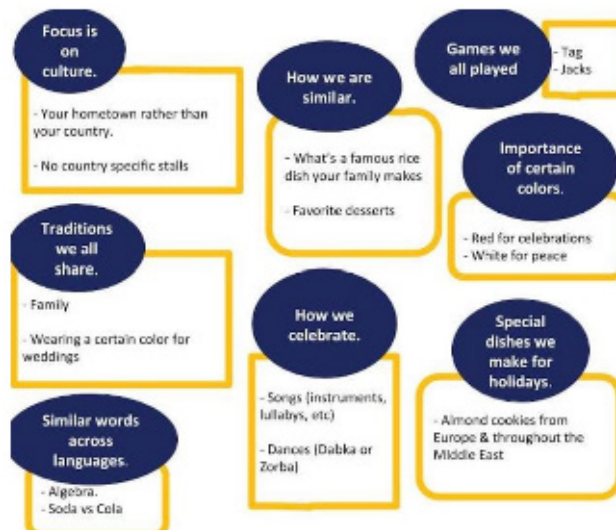 Focus is
on
culture.
- Your hometown rather than
your country.
- No country specific stalls
How we are
similar.
- What's a famous rice
dish your family makes
- Favorite desserts
Games we
all played
- Tag
- Jacks
Importance
of certain
colors.
- Red for celebrations
- White for peace
Traditions
we all
share.
- Family
- Wearing a certain color for
weddings
How we
celebrate.
- Songs (instruments,
lullabys, etc)
- Dances (Dabka or
Zorba)
Special
dishes we
make for
holidays.
- Almond cookies from
Europe & throughout the
Middle East
Similar words
across
languages.
- Algebra.
- Soda vs Cola